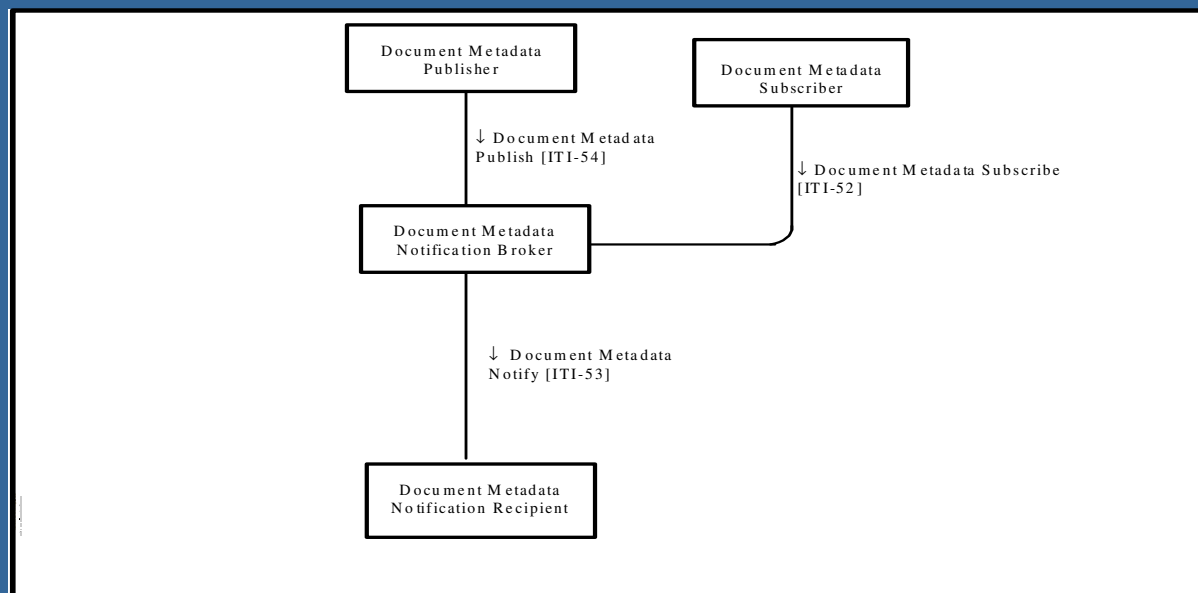 Document Metadata
Publisher
Document Metadata
Subscriber
↓ Document Metadata
Publish [ITI-54]
↓ Document Metadata Subscribe
[ITI-52]
Document Metadata
Notification Broker
↓ Document Metadata
Notify [ITI-53]
Document Metadata
Notification Recipient